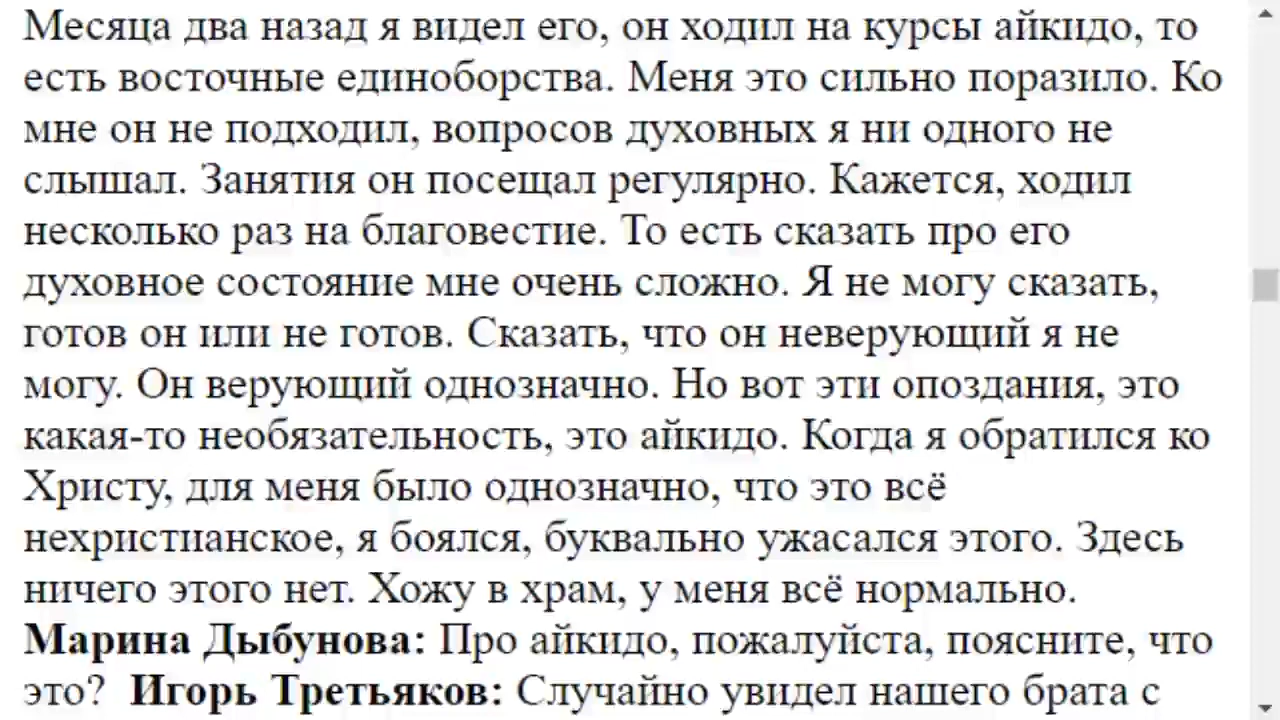 Месяца два назад я видел его, он ходил на курсы айкидо, то
есть восточные единоборства. Меня это сильно поразило. Ко
мне он не подходил, вопросов духовных я ни одного не
слышал. Занятия он посещал регулярно. Кажется, ходил
несколько раз на благовестие. То есть сказать про его
духовное состояние мне очень сложно. Я не могу сказать,
готов он или не готов. Сказать, что он неверующий я не
могу. Он верующий однозначно. Но вот эти опоздания, это
какая-то необязательность, это айкидо. Когда я обратился ко
Христу, для меня было однозначно, что это всё
нехристианское, я боялся, буквально ужасался этого. Здесь
ничего этого нет. Хожу в храм, у меня всё нормально.
Марина Дыбунова: Про айкидо, пожалуйста, поясните, что
это? Игорь Третьяков: Случайно увидел нашего брата с